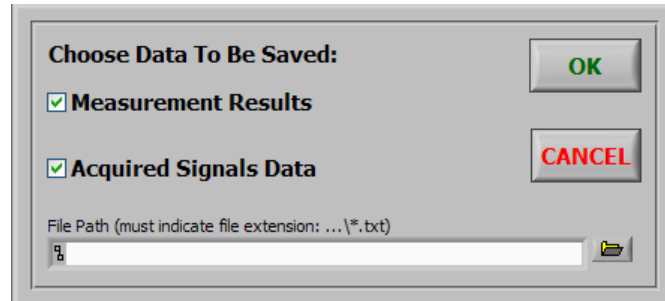 Choose Data To Be Saved:
OK
Measurement Results
CANCEL
Acquired Signals Data
File Path (must indicate file extension: ...\*.txt)